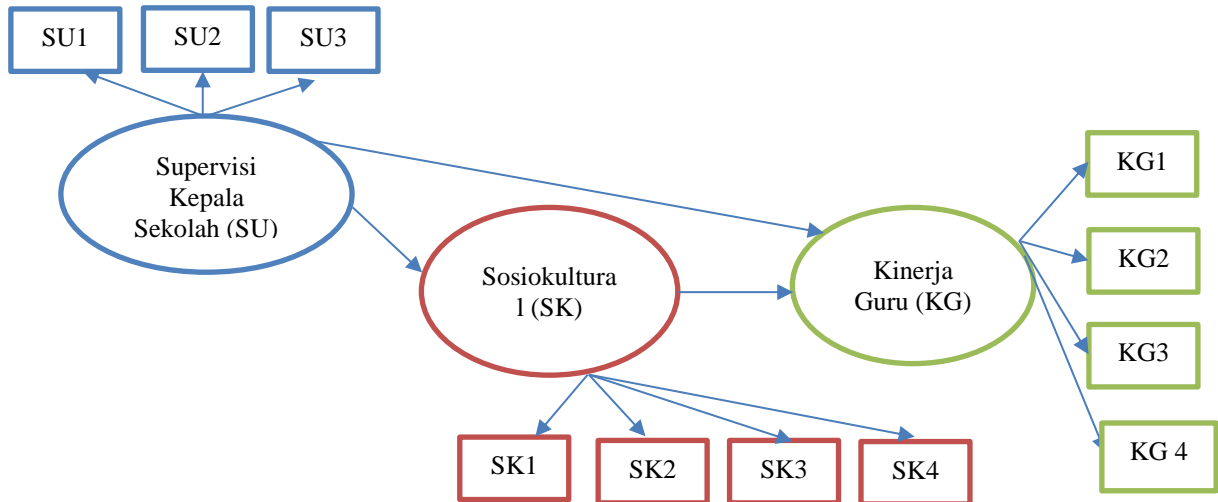 SU1
SU2
SU3
Supervisi
Kepala
Sekolah (SU)
Sosiokultura
l (SK)
Kinerja
Guru (KG)
KG1
KG2
KG3
KG 4
SK1
SK2
SK3
SK4